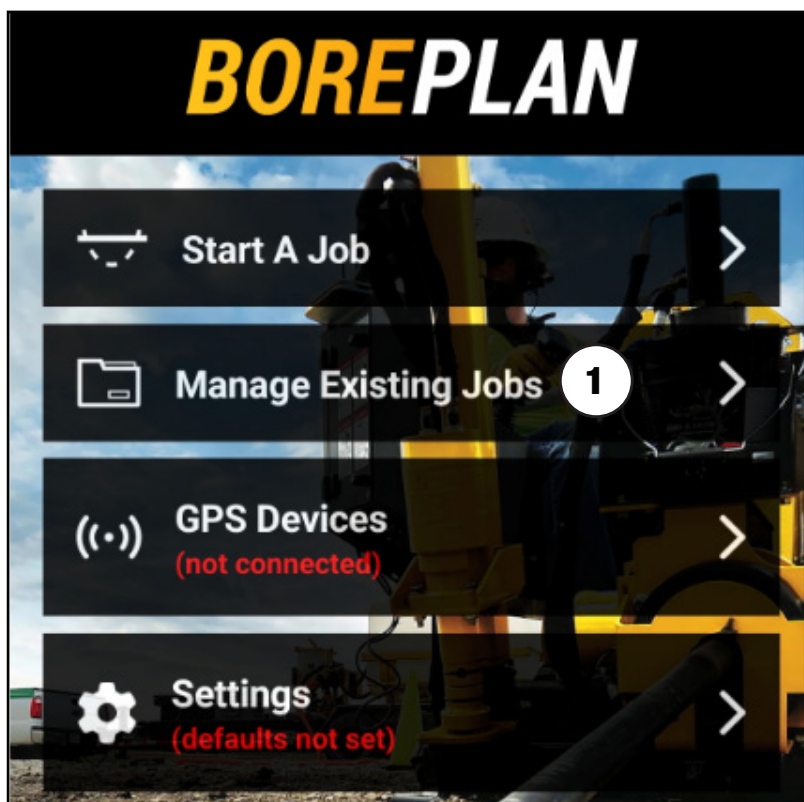 BOREPLAN
Start A Job
Manage Existing Jobs 1
GPS Devices
(not connected)
Settings
(defaults not set)